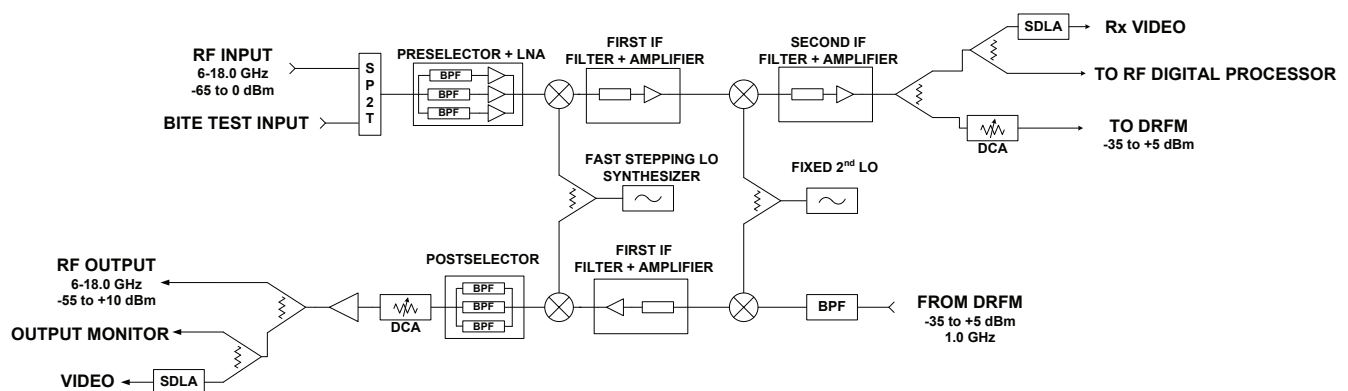 RF INPUT
6-18.0 GHz
-65 to 0 dBm
BITE TEST INPUT
S
P
2
T
PRESELECTOR + LNA
BPF
BPF
BPF
FIRST IF
FILTER + AMPLIFIER
SECOND IF
FILTER + AMPLIFIER
SDLA
Rx VIDEO
TO RF DIGITAL PROCESSOR
DCA
TO DRFM
-35 to +5 dBm
FAST STEPPING LO
SYNTHESIZER
FIXED 2nd LO
RF OUTPUT
6-18.0 GHz
-55 to +10 dBm
OUTPUT MONITOR
VIDEO
SDLA
DCA
POSTSELECTOR
BPF
BPF
BPF
FIRST IF
FILTER + AMPLIFIER
BPF
FROM DRFM
-35 to +5 dBm
1.0 GHz